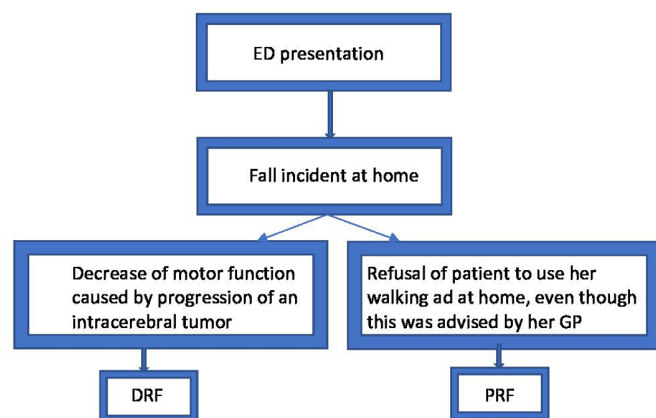 ED presentation
Fall incident at home
Decrease of motor function
caused by progression of an
intracerebral tumor
Refusal of patient to use her
walking ad at home, even though
this was advised by her GP
DRF
PRF